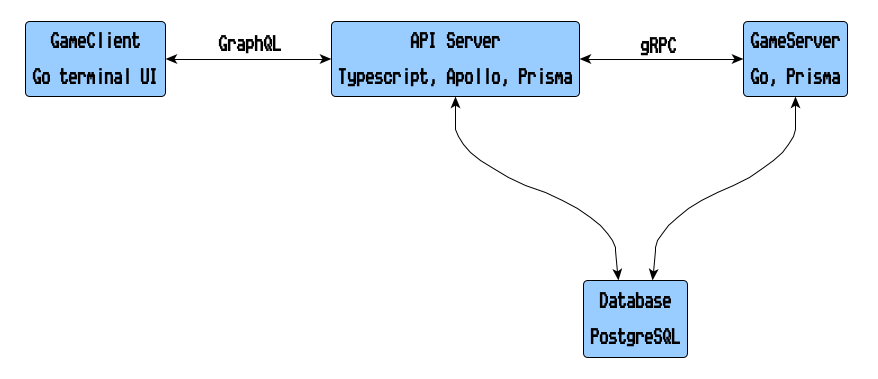 GameClient
Go terminal UI
GraphQL
API Server
Typescript, Apollo, Prisma
gRPC
GameServer
Go, Prisma
Database
PostgreSQL